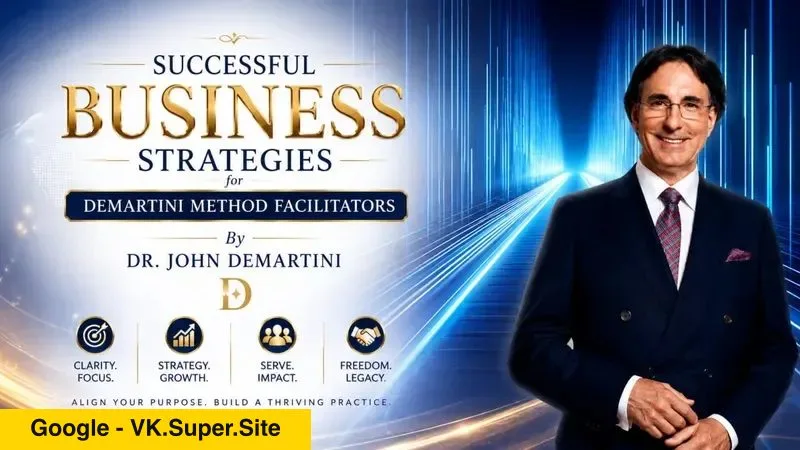 SUCCESSFUL
BUSINESS
STRATEGIES
for
DEMARTINI METHOD FACILITATORS
By
DR. JOHN DEMARTINI
D
CLARITY.
FOCUS.
STRATEGY.
GROWTH.
SERVE.
IMPACT.
FREEDOM.
LEGACY.
ALIGN YOUR PURPOSE. BUILD A THRIVING PRACTICE.
Google - VK.Super.Site